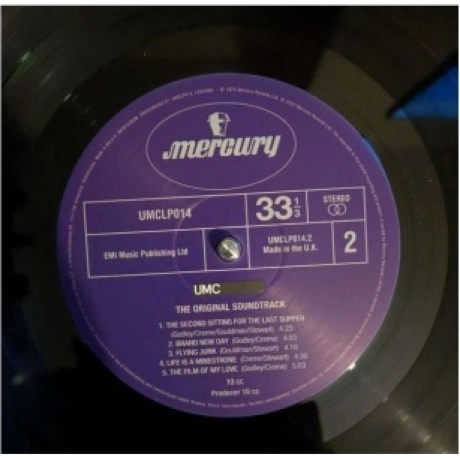 mercury
UMCLP014
33 1/3
STEREO
EMI Music Publishing Ltd
UMCLP014.2
Made in the U.K.
2
UMC
THE ORIGINAL SOUNDTRACK
1. THE SECOND SITTING FOR THE LAST SUPPER
(Godley/Creme/Gouldman/Stewart) 4.23
2. BRAND NEW DAY (Godley/Creme) 4.03
3. FLYING JUNK (Gouldman/Stewart) 4.10
4. LIFE IS A MINESTRONE (Creme/Stewart) 4.36
5. THE FILM OF MY LOVE (Godley/Creme) 5.03
10 cc
Producer 10 cc